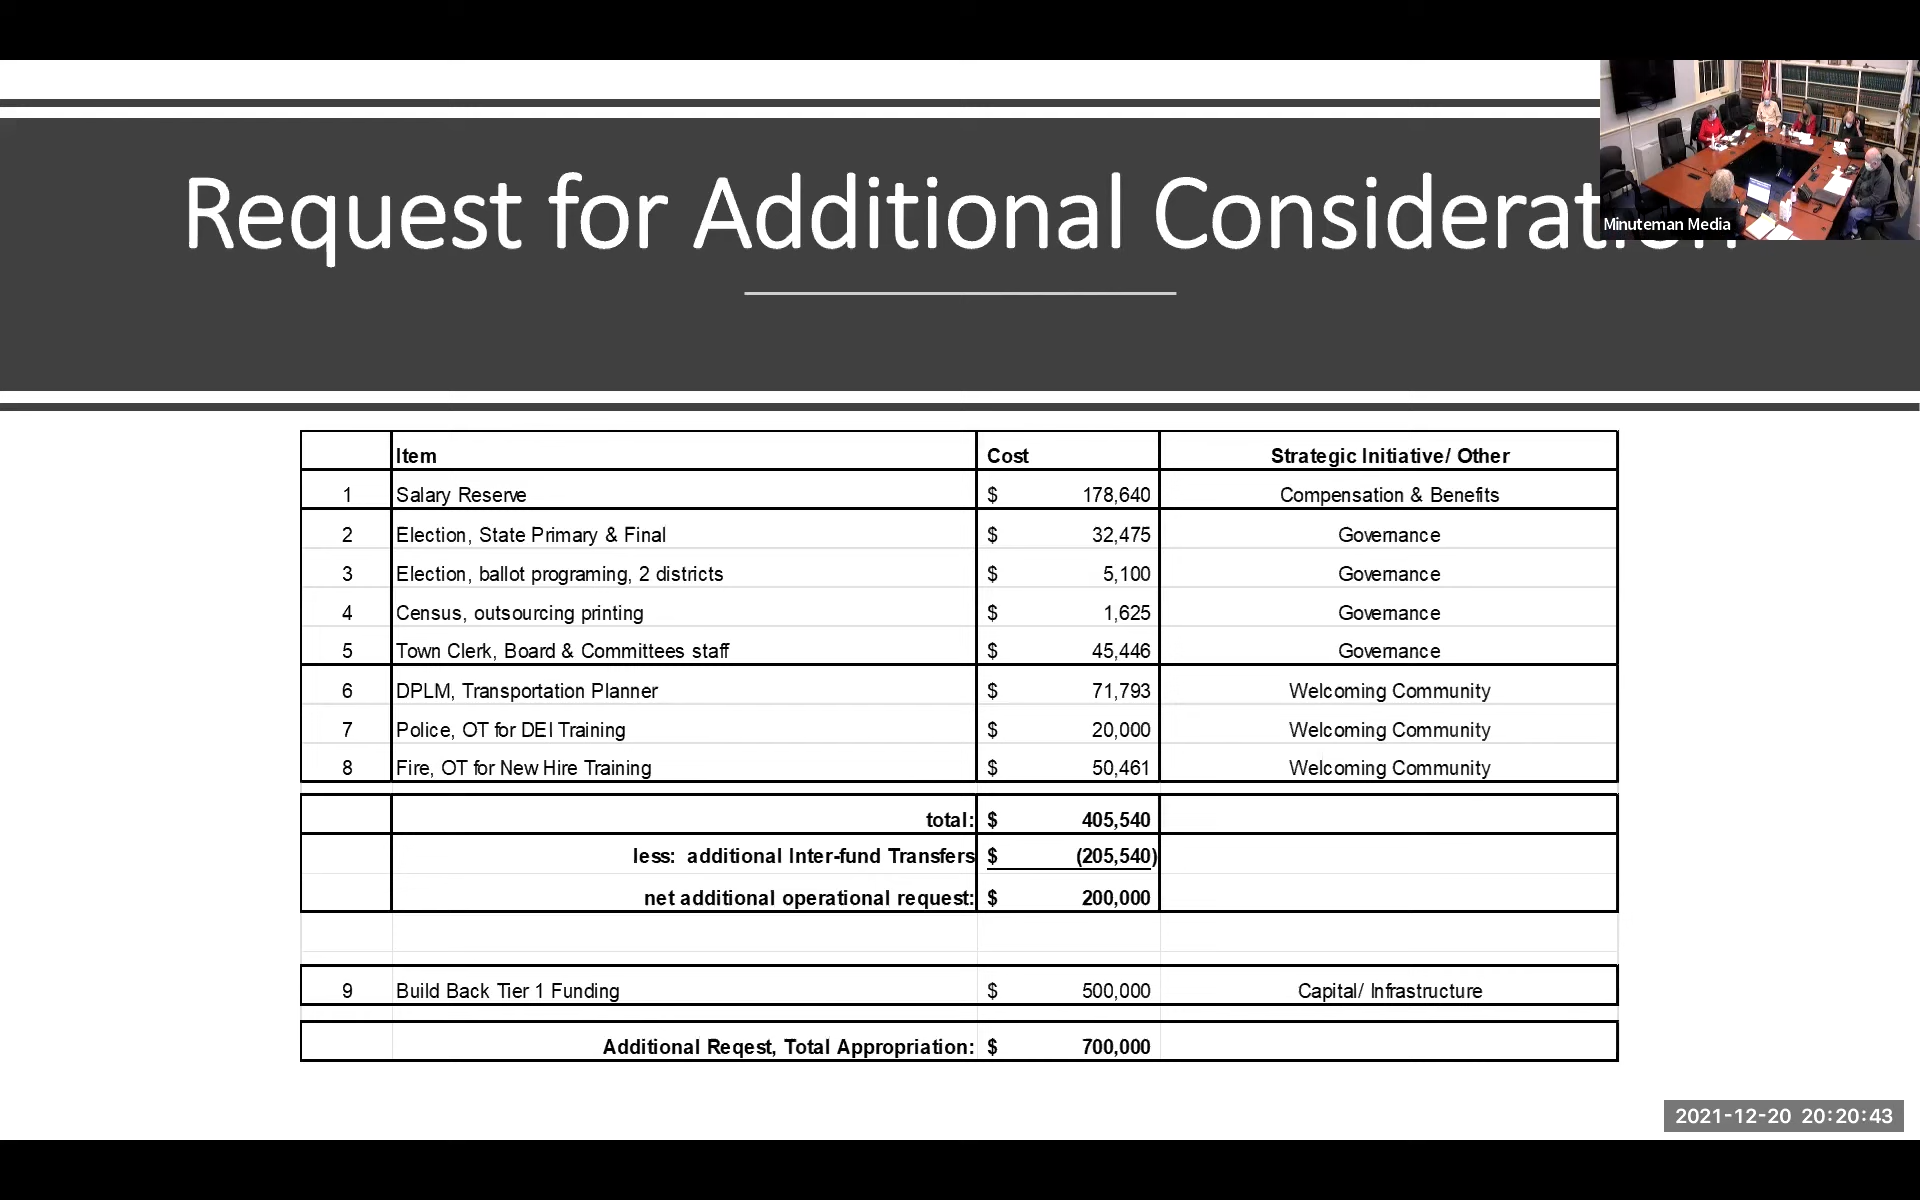 Request for Additional Consideration
Minuteman Media
Item Cost Strategic Initiative/ Other
1 Salary Reserve $ 178,640 Compensation & Benefits
2 Election, State Primary & Final $ 32,475 Governance
3 Election, ballot programing, 2 districts $ 5,100 Governance
4 Census, outsourcing printing $ 1,625 Governance
5 Town Clerk, Board & Committees staff $ 45,446 Governance
6 DPLM, Transportation Planner $ 71,793 Welcoming Community
7 Police, OT for DEI Training $ 20,000 Welcoming Community
8 Fire, OT for New Hire Training $ 50,461 Welcoming Community
total: $ 405,540
less: additional Inter-fund Transfers $ (205,540)
net additional operational request: $ 200,000
9 Build Back Tier 1 Funding $ 500,000 Capital/ Infrastructure
Additional Reqest, Total Appropriation: $ 700,000
2021-12-20 20:20:43